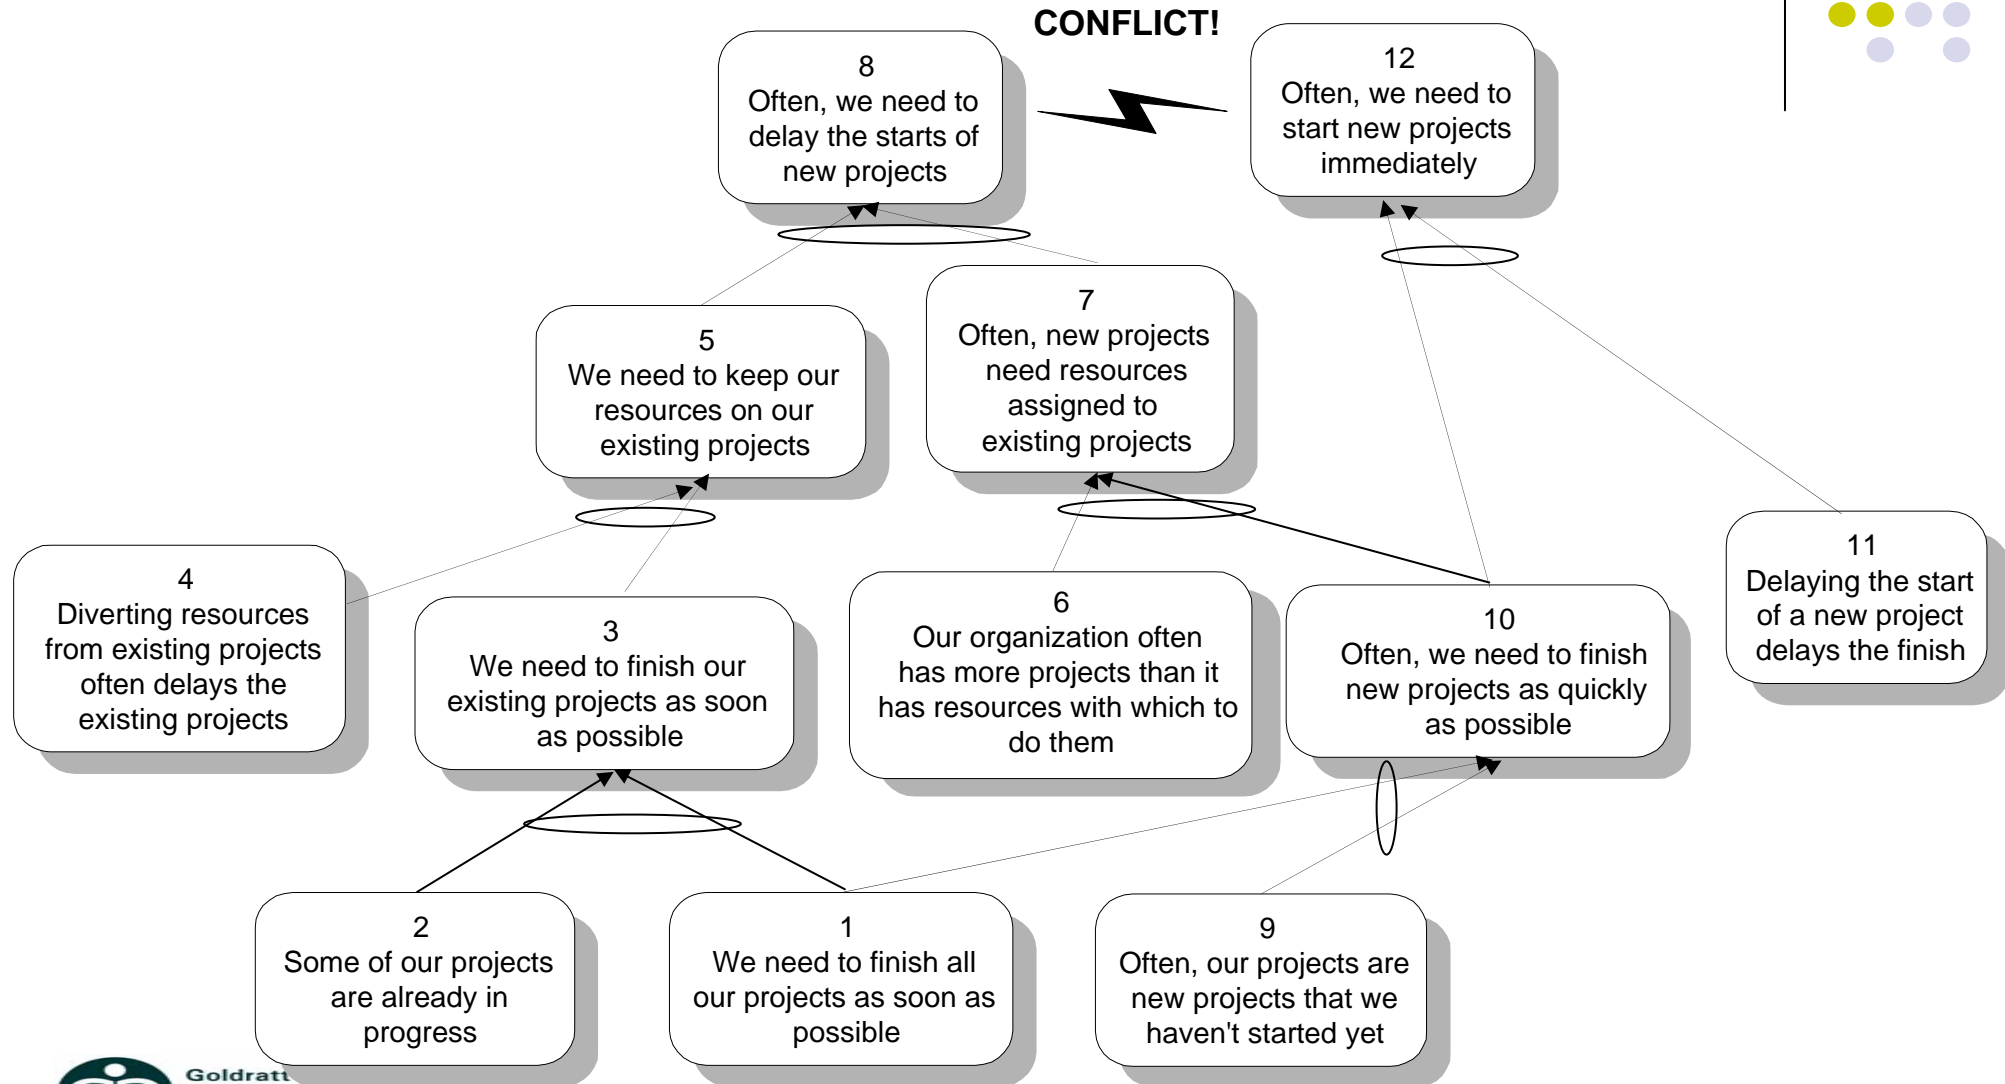 CONFLICT!
8
Often, we need to
delay the starts of
new projects
12
Often, we need to
start new projects
immediately
5
We need to keep our
resources on our
existing projects
7
Often, new projects
need resources
assigned to
existing projects
4
Diverting resources
from existing projects
often delays the
existing projects
3
We need to finish our
existing projects as soon
as possible
6
Our organization often
has more projects than it
has resources with which to
do them
10
Often, we need to finish
new projects as quickly
as possible
11
Delaying the start
of a new project
delays the finish
2
Some of our projects
are already in
progress
1
We need to finish all
our projects as soon as
possible
9
Often, our projects are
new projects that we
haven't started yet
Goldratt